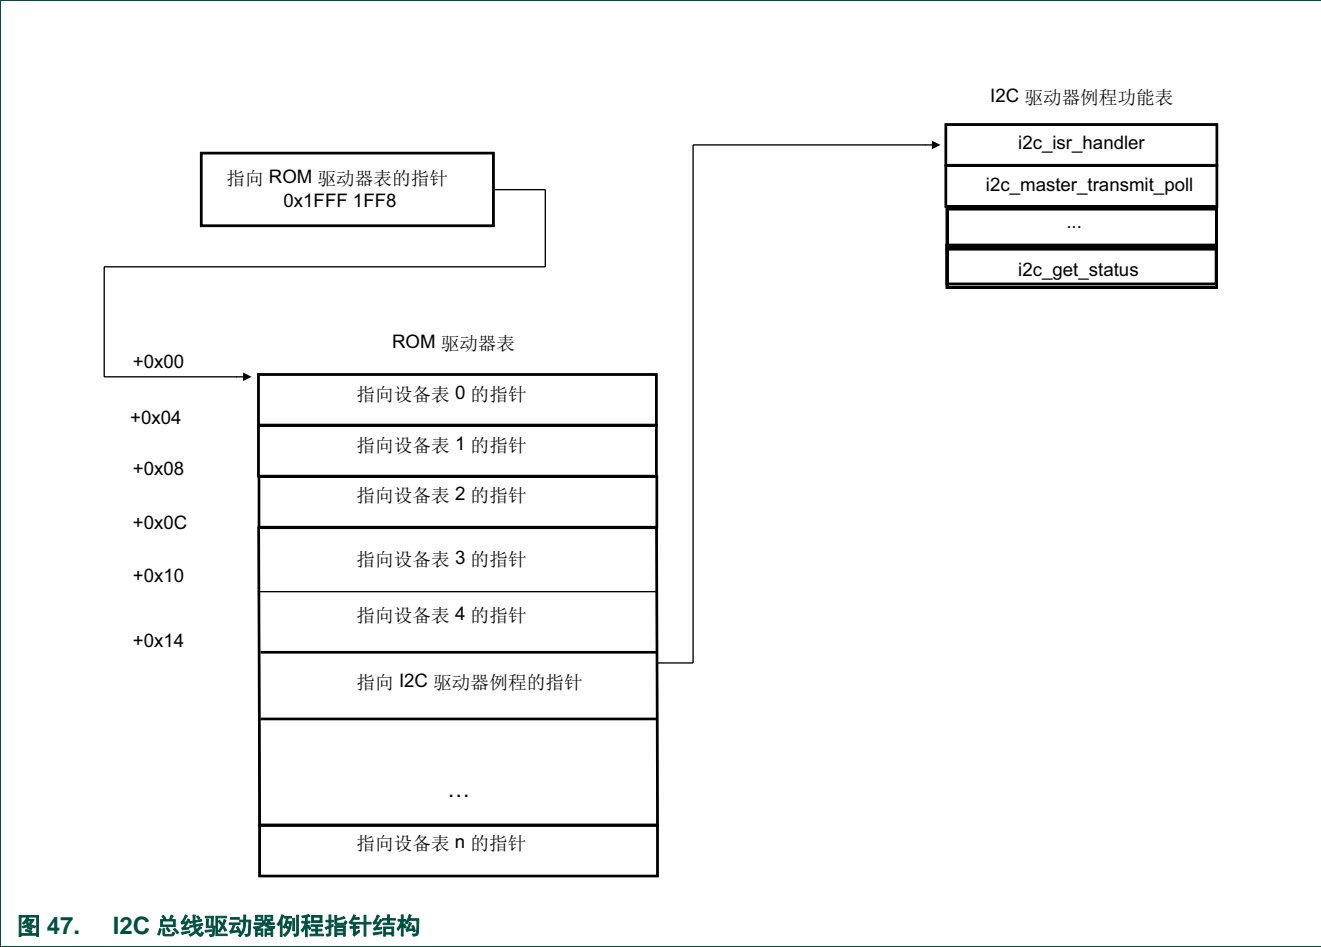 I2C 驱动器例程功能表
i2c_isr_handler
i2c_master_transmit_poll
...
i2c_get_status
指向 ROM 驱动器表的指针
0x1FFF 1FF8
ROM 驱动器表
+0x00
指向设备表 0 的指针
+0x04
指向设备表 1 的指针
+0x08
指向设备表 2 的指针
+0x0C
指向设备表 3 的指针
+0x10
指向设备表 4 的指针
+0x14
指向 I2C 驱动器例程的指针
...
指向设备表 n 的指针
图 47. I2C 总线驱动器例程指针结构